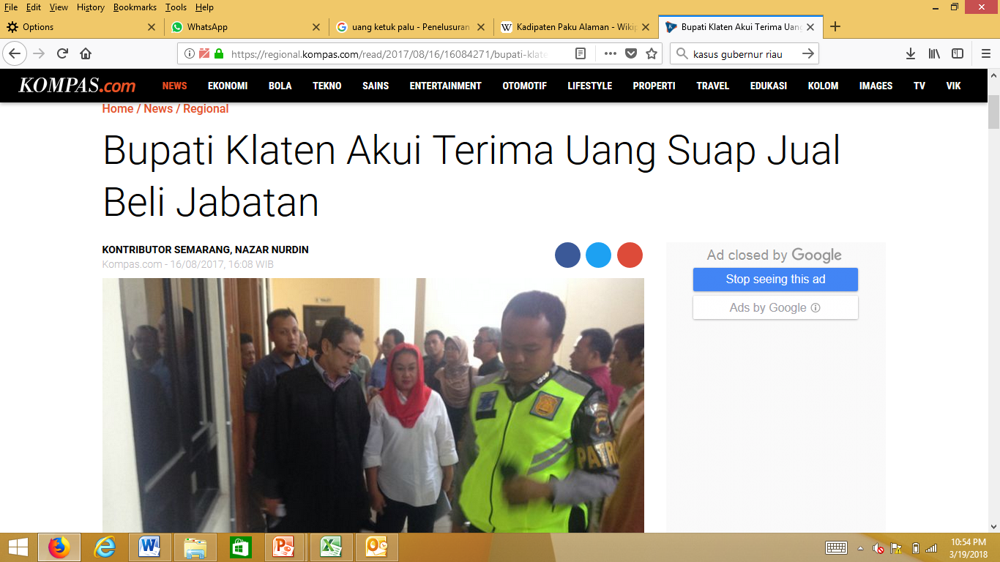 File Edit View History Bookmarks Tools Help
Options
WhatsApp
uang ketuk palu - Penelusuran
Kadipaten Paku Alaman - Wikip
Bupati Klaten Akui Terima Uang
https://regional.kompas.com/read/2017/08/16/16084271/bupati-klate
kasus gubernur riau
KOMPAS.com NEWS EKONOMI BOLA TEKNO SAINS ENTERTAINMENT OTOMOTIF LIFESTYLE PROPERTI TRAVEL EDUKASI KOLOM IMAGES TV VIK
Home / News / Regional
Bupati Klaten Akui Terima Uang Suap Jual
Beli Jabatan
KONTRIBUTOR SEMARANG, NAZAR NURDIN
Kompas.com - 16/08/2017, 16:08 WIB
Ad closed by Google
Stop seeing this ad
Ads by Google
PATR
10:54 PM
3/19/2018